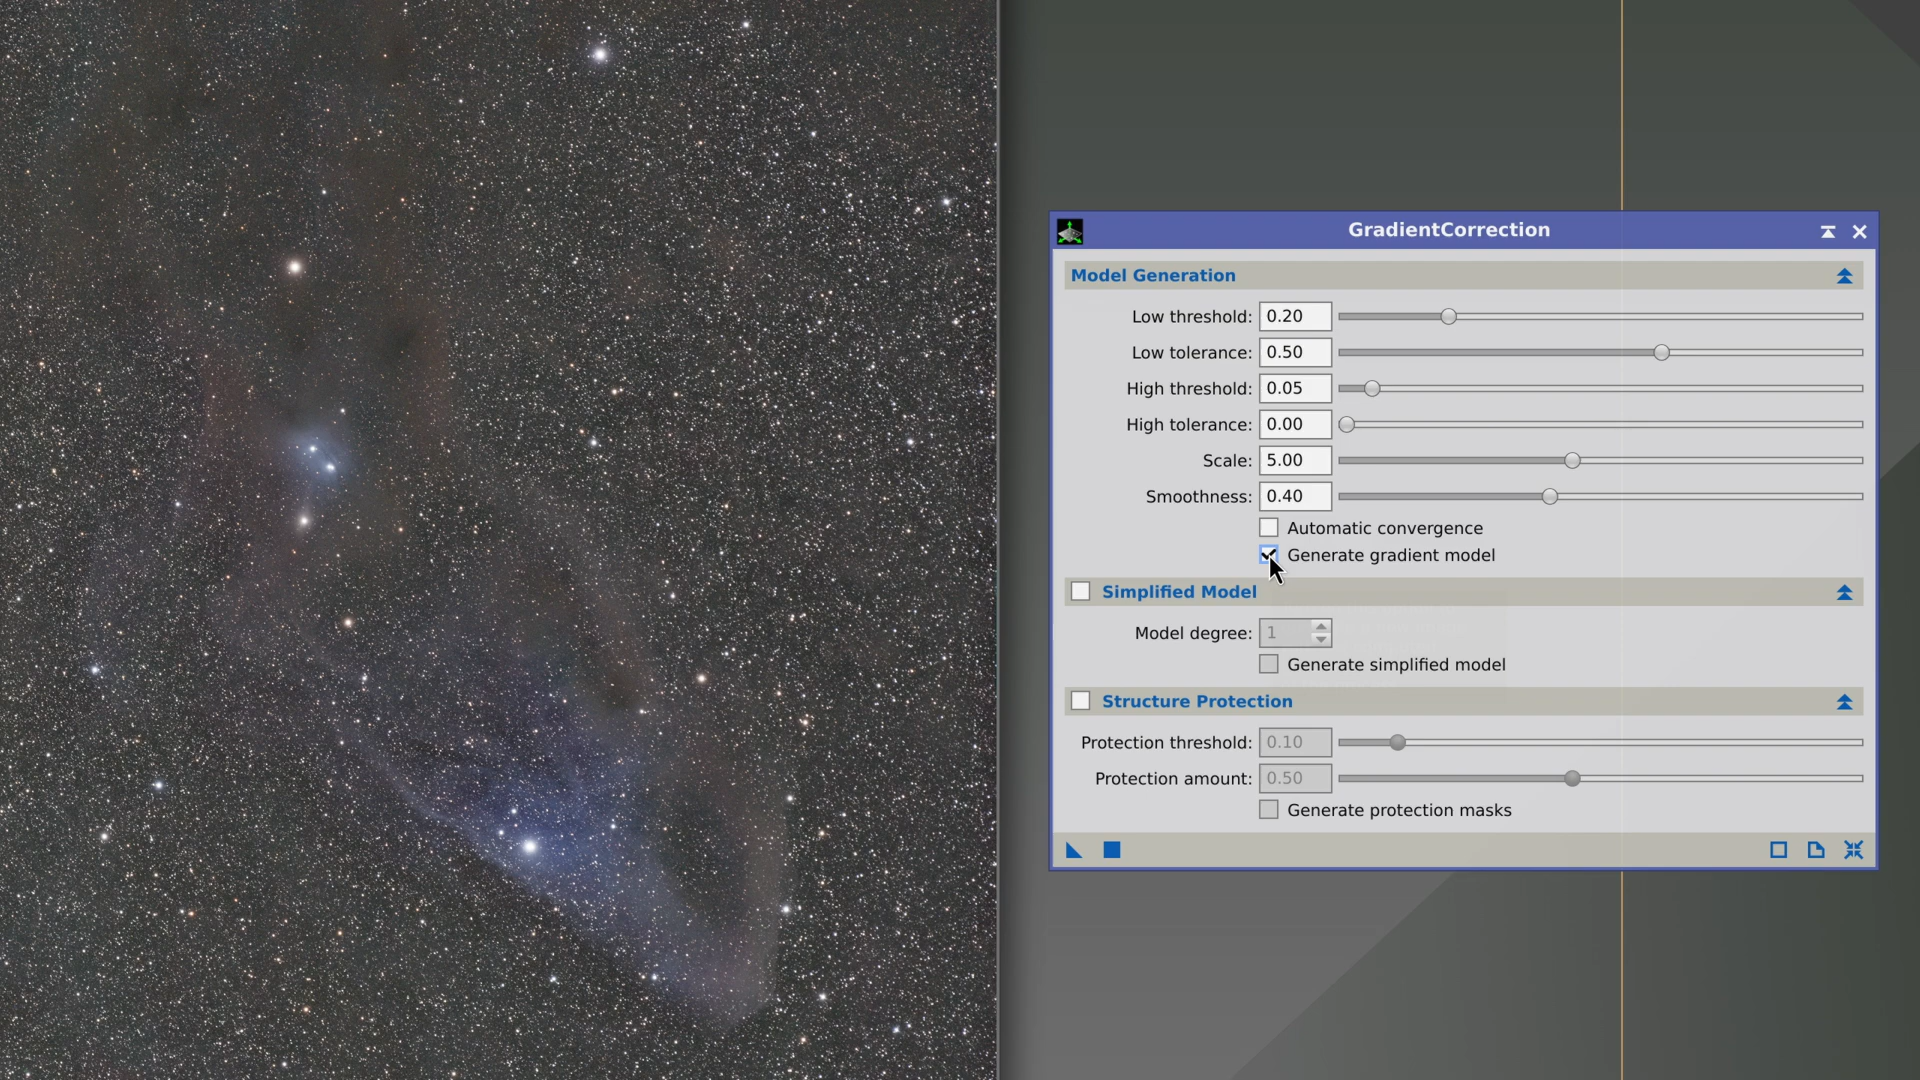 GradientCorrection
Model Generation
Low threshold: 0.20
Low tolerance: 0.50
High threshold: 0.05
High tolerance: 0.00
Scale: 5.00
Smoothness: 0.40
Automatic convergence
Generate gradient model
Simplified Model
Model degree: 1
Generate simplified model
Structure Protection
Protection threshold: 0.10
Protection amount: 0.50
Generate protection masks